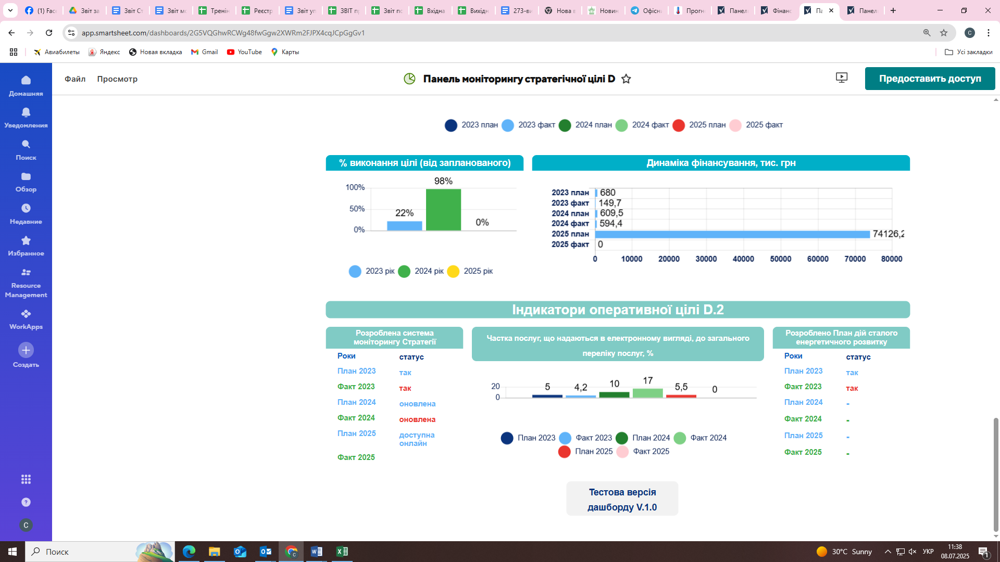 (1) Face
Звіт за
Звіт Ст
Звіт мо
Тренін
Реєстр
Звіт уп
ЗВІТ п
Звіт по
Вхідна
Вихідн
273-ви
Нова в
Новин
Офісн
Прогн
Панел
Фінанс
Па
Панел
app.smartsheet.com/dashboards/2G5VQGhwRCWg48fwGgw2XWRm2FJPX4cqJCpGgGv1
C
Авиабилеты
Яндекс
Новая вкладка
Gmail
YouTube
Карты
Усі закладки
Файл
Просмотр
Панель моніторингу стратегічної цілі D
Предоставить доступ
Домашняя
Уведомления
Поиск
Обзор
Недавние
Избранное
Resource
Management
WorkApps
Создать
C
2023 план 2023 факт 2024 план 2024 факт 2025 план 2025 факт
% виконання цілі (від запланованого)
98%
100%
50%
22%
0%
0%
2023 рік 2024 рік 2025 рік
Динаміка фінансування, тис. грн
2023 план 680
2023 факт 149,7
2024 план 609,5
2024 факт 594,4
2025 план 74126,2
2025 факт 0
0 10000 20000 30000 40000 50000 60000 70000 80000
Індикатори оперативної цілі D.2
Розроблена система
моніторингу Стратегії
Роки статус
План 2023 так
Факт 2023 так
План 2024 оновлена
Факт 2024 оновлена
План 2025 доступна
онлайн
Факт 2025
Частка послуг, що надаються в електронному вигляді, до загального
переліку послуг, %
20
0
5 4,2 10 17 5,5 0
План 2023 Факт 2023 План 2024 Факт 2024
План 2025 Факт 2025
Розроблено План дій сталого
енергетичного розвитку
Роки статус
План 2023 так
Факт 2023 так
План 2024 -
Факт 2024 -
План 2025 -
Факт 2025 -
Тестова версія
дашборду V.1.0
Поиск
30°C Sunny
УКР
11:38
08.07.2025
1